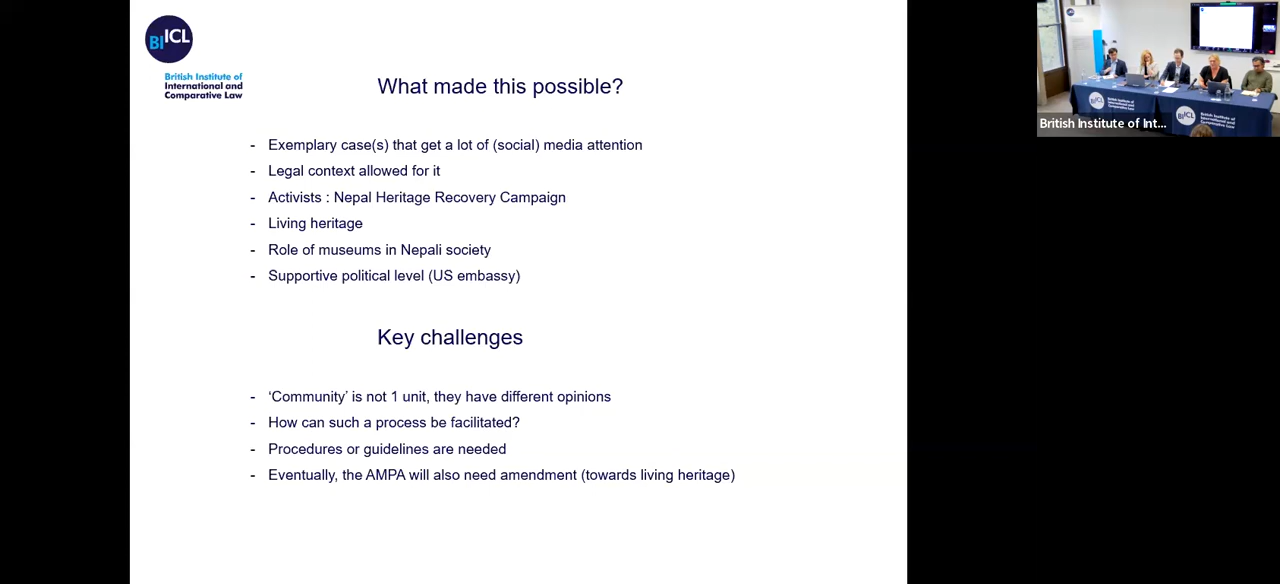 BIICL
British Institute of
International and
Comparative Law
What made this possible?
- Exemplary case(s) that get a lot of (social) media attention
- Legal context allowed for it
- Activists : Nepal Heritage Recovery Campaign
- Living heritage
- Role of museums in Nepali society
- Supportive political level (US embassy)
Key challenges
- ‘Community’ is not 1 unit, they have different opinions
- How can such a process be facilitated?
- Procedures or guidelines are needed
- Eventually, the AMPA will also need amendment (towards living heritage)
British Institute of Int...